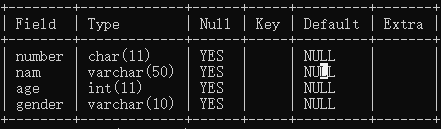 | Field | Type | Null | Key | Default | Extra |
| number | char(11) | YES | | NULL | |
| nam | varchar(50) | YES | | NULL | |
| age | int(11) | YES | | NULL | |
| gender | varchar(10) | YES | | NULL | |